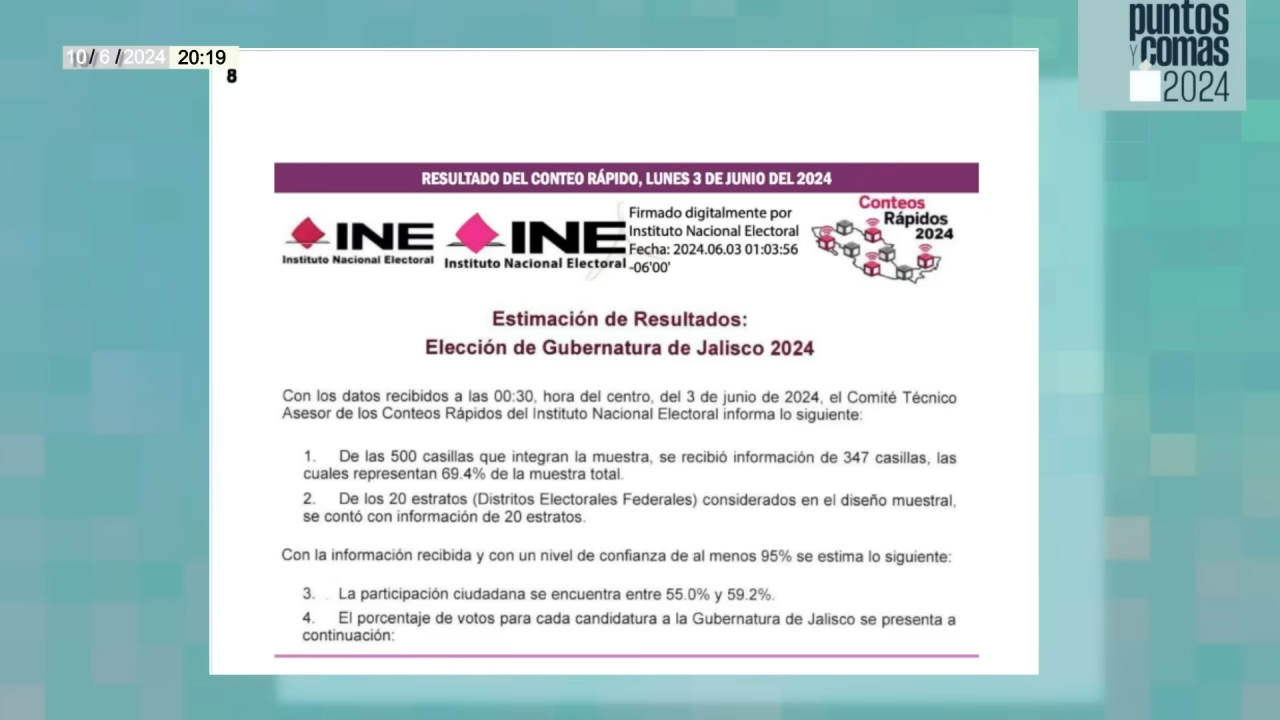 10/6/2024 20:19
puntos
y comas
2024
8
RESULTADO DEL CONTEO RÁPIDO, LUNES 3 DE JUNIO DEL 2024
INE
Instituto Nacional Electoral
INE
Instituto Nacional Electoral
Firmado digitalmente por
Instituto Nacional Electoral
Fecha: 2024.06.03 01:03:56
-06'00'
Conteos
Rápidos
2024
Estimación de Resultados:
Elección de Gubernatura de Jalisco 2024
Con los datos recibidos a las 00:30, hora del centro, del 3 de junio de 2024, el Comité Técnico
Asesor de los Conteos Rápidos del Instituto Nacional Electoral informa lo siguiente:
1. De las 500 casillas que integran la muestra, se recibió información de 347 casillas, las
cuales representan 69.4% de la muestra total.
2. De los 20 estratos (Distritos Electorales Federales) considerados en el diseño muestral,
se contó con información de 20 estratos.
Con la información recibida y con un nivel de confianza de al menos 95% se estima lo siguiente:
3. La participación ciudadana se encuentra entre 55.0% y 59.2%.
4. El porcentaje de votos para cada candidatura a la Gubernatura de Jalisco se presenta a
continuación: